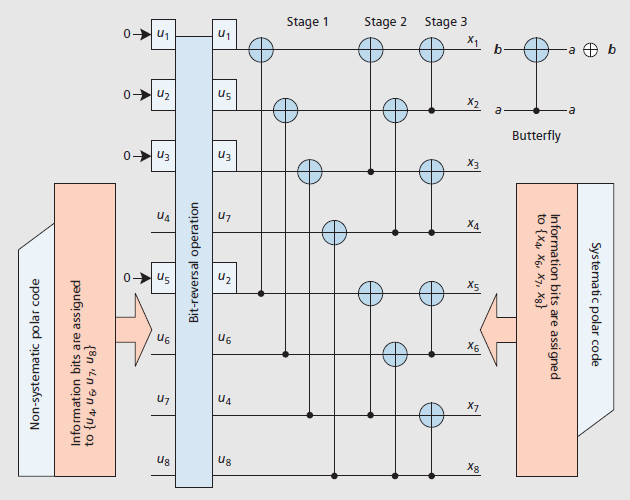 Stage 1 Stage 2 Stage 3
0 u1 u1 x1 b a ⊕ b
0 u2 u5 x2 a a
Butterfly
0 u3 u3 x3
u4 u7 x4
0 u5 u2 x5
u6 u6 x6
u7 u4 x7
u8 u8 x8
Non-systematic polar code
Information bits are assigned
to {u4, u6, u7, u8}
Bit-reversal operation
Information bits are assigned
to {x4, x6, x7, x8}
Systematic polar code